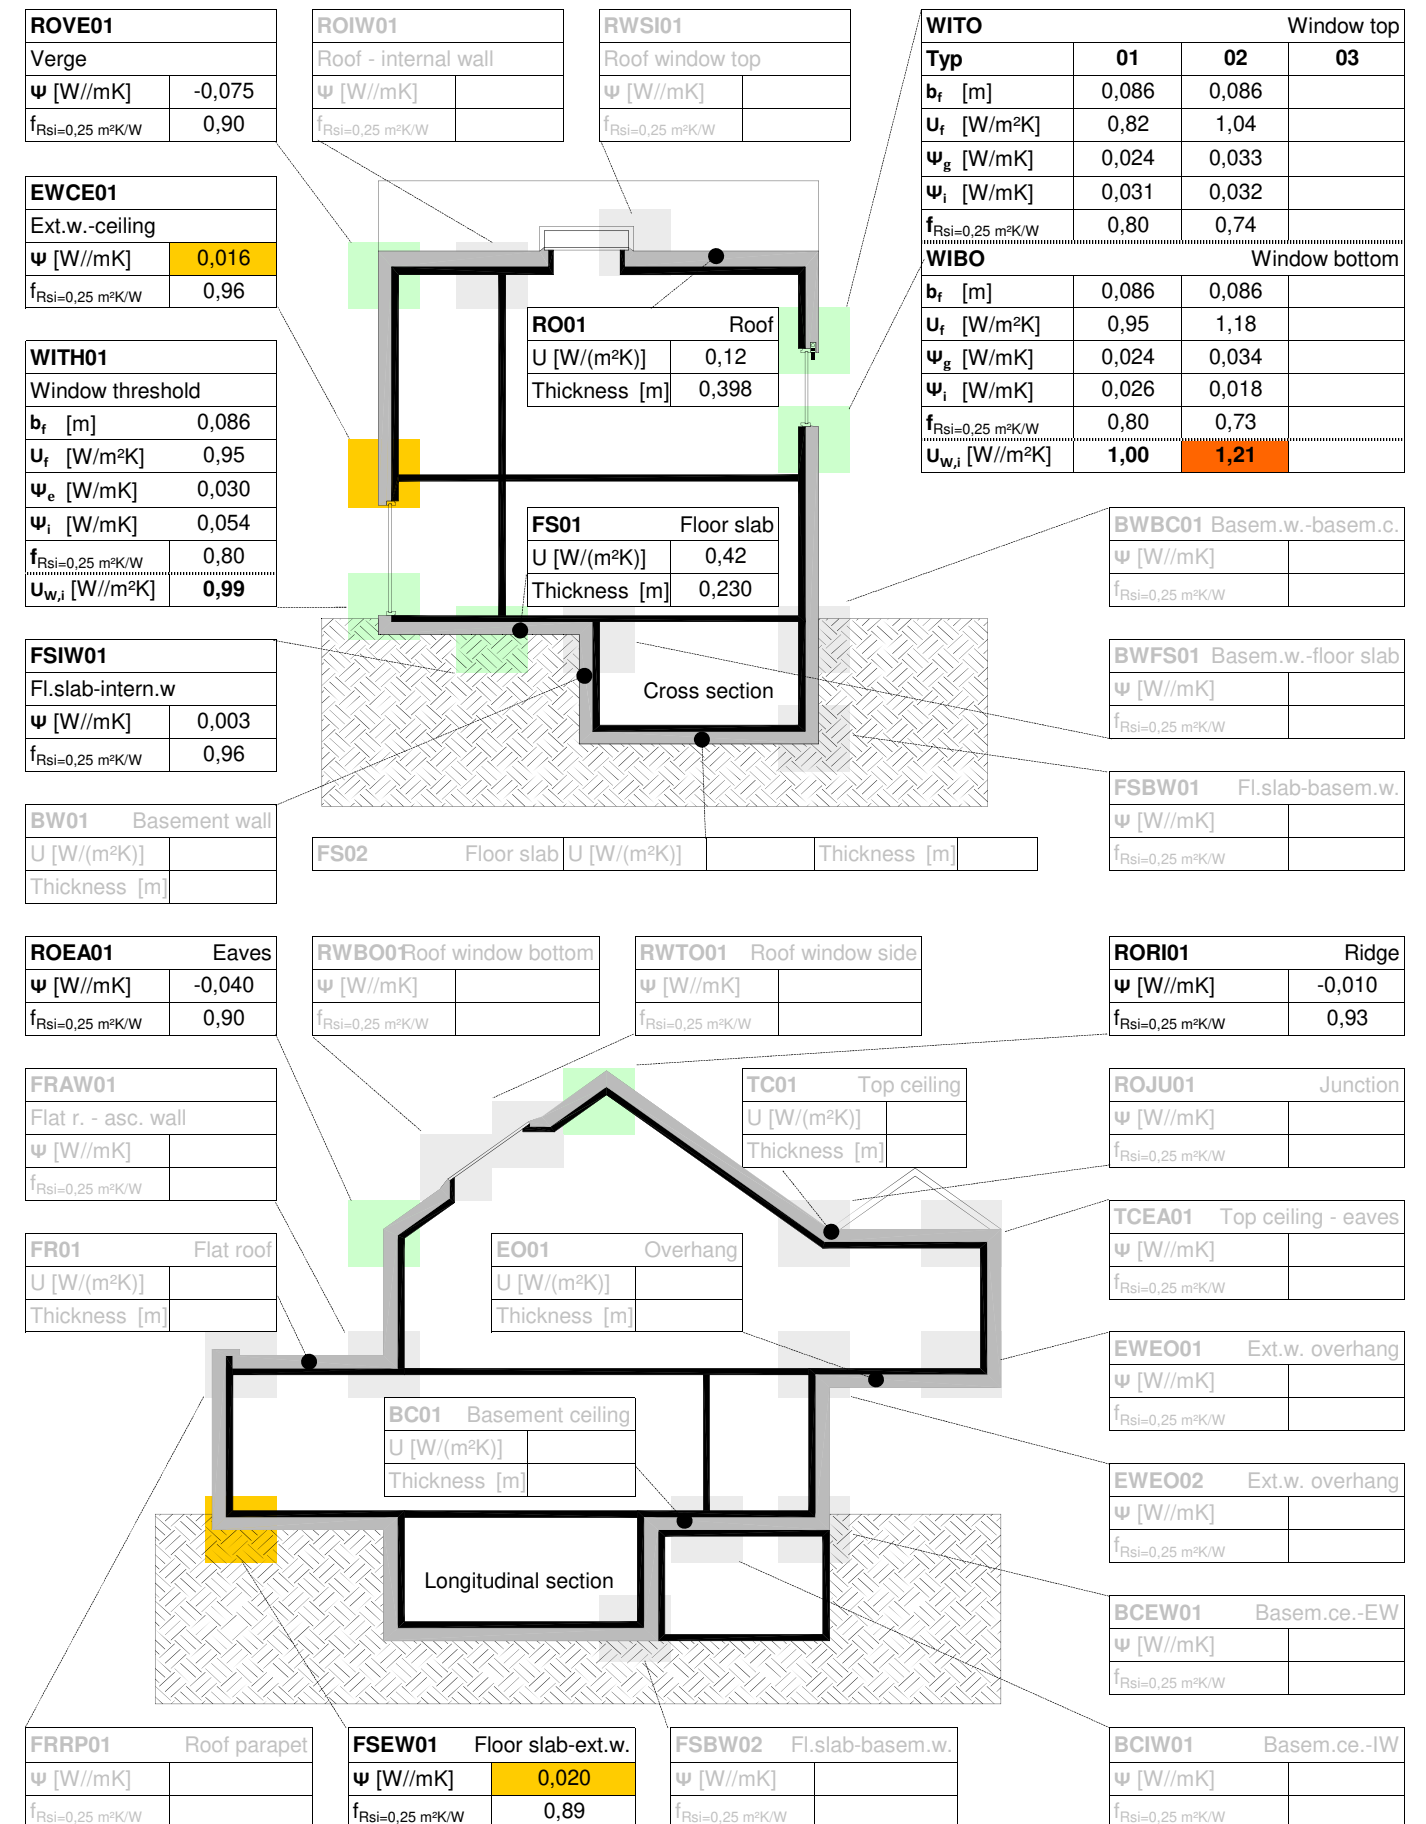 ROVE01
Verge
Ψ [W//mK] -0,075
fRsi=0,25 m²K/W 0,90
ROIW01
Roof - internal wall
Ψ [W//mK]
fRsi=0,25 m²K/W
RWSI01
Roof window top
Ψ [W//mK]
fRsi=0,25 m²K/W
WITO Window top
Typ 01 02 03
bf [m] 0,086 0,086
Uf [W/m²K] 0,82 1,04
Ψg [W/mK] 0,024 0,033
Ψi [W/mK] 0,031 0,032
fRsi=0,25 m²K/W 0,80 0,74
WIBO Window bottom
bf [m] 0,086 0,086
Uf [W/m²K] 0,95 1,18
Ψg [W/mK] 0,024 0,034
Ψi [W/mK] 0,026 0,018
fRsi=0,25 m²K/W 0,80 0,73
UW,i [W//m²K] 1,00 1,21
EWCE01
Ext.w.-ceiling
Ψ [W//mK] 0,016
fRsi=0,25 m²K/W 0,96
RO01 Roof
U [W/(m²K)] 0,12
Thickness [m] 0,398
WITH01
Window threshold
bf [m] 0,086
Uf [W/m²K] 0,95
Ψe [W/mK] 0,030
Ψi [W/mK] 0,054
fRsi=0,25 m²K/W 0,80
UW,i [W//m²K] 0,99
FS01 Floor slab
U [W/(m²K)] 0,42
Thickness [m] 0,230
BWBC01 Basem.w.-basem.c.
Ψ [W//mK]
fRsi=0,25 m²K/W
FSIW01
Fl.slab-intern.w
Ψ [W//mK] 0,003
fRsi=0,25 m²K/W 0,96
Cross section
BWFS01 Basem.w.-floor slab
Ψ [W//mK]
fRsi=0,25 m²K/W
FSBW01 Fl.slab-basem.w.
Ψ [W//mK]
fRsi=0,25 m²K/W
BW01 Basement wall
U [W/(m²K)]
Thickness [m]
FS02 Floor slab U [W/(m²K)] Thickness [m]
ROEA01 Eaves
Ψ [W//mK] -0,040
fRsi=0,25 m²K/W 0,90
RWBO01Roof window bottom
Ψ [W//mK]
fRsi=0,25 m²K/W
RWTO01 Roof window side
Ψ [W//mK]
fRsi=0,25 m²K/W
RORI01 Ridge
Ψ [W//mK] -0,010
fRsi=0,25 m²K/W 0,93
FRAW01
Flat r. - asc. wall
Ψ [W//mK]
fRsi=0,25 m²K/W
TC01 Top ceiling
U [W/(m²K)]
Thickness [m]
ROJU01 Junction
Ψ [W//mK]
fRsi=0,25 m²K/W
TCEA01 Top ceiling - eaves
Ψ [W//mK]
fRsi=0,25 m²K/W
FR01 Flat roof
U [W/(m²K)]
Thickness [m]
EO01 Overhang
U [W/(m²K)]
Thickness [m]
EWEO01 Ext.w. overhang
Ψ [W//mK]
fRsi=0,25 m²K/W
BC01 Basement ceiling
U [W/(m²K)]
Thickness [m]
EWEO02 Ext.w. overhang
Ψ [W//mK]
fRsi=0,25 m²K/W
Longitudinal section
BCEW01 Basem.ce.-EW
Ψ [W//mK]
fRsi=0,25 m²K/W
FRRP01 Roof parapet
Ψ [W//mK]
fRsi=0,25 m²K/W
FSEW01 Floor slab-ext.w.
Ψ [W//mK] 0,020
fRsi=0,25 m²K/W 0,89
FSBW02 Fl.slab-basem.w.
Ψ [W//mK]
fRsi=0,25 m²K/W
BCIW01 Basem.ce.-IW
Ψ [W//mK]
fRsi=0,25 m²K/W